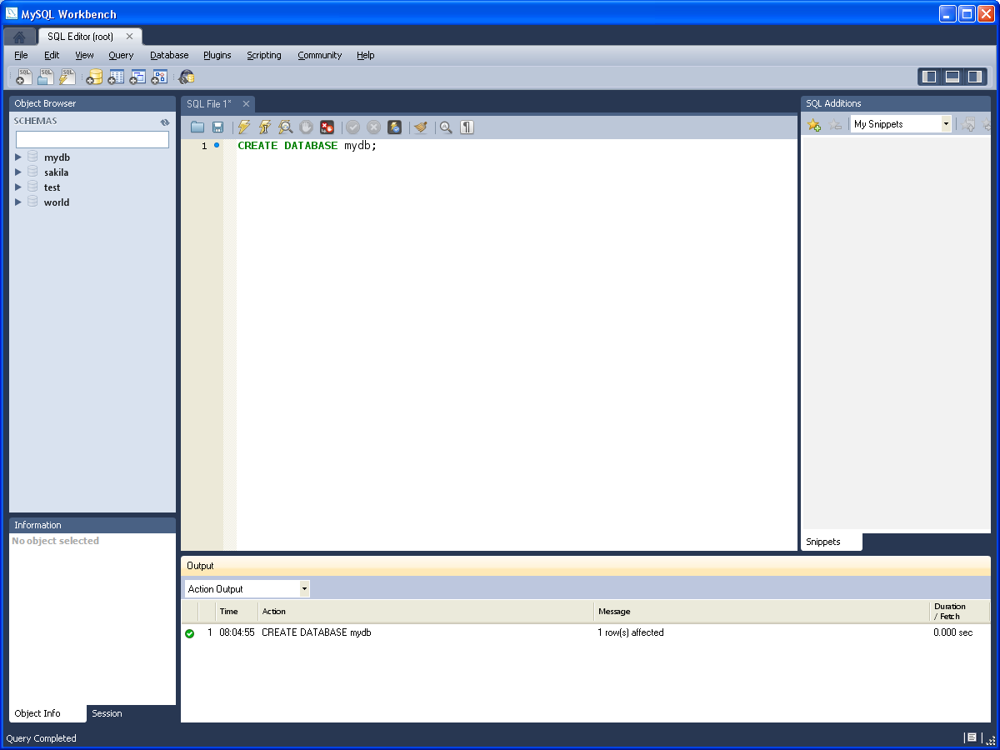 MySQL Workbench
SQL Editor (root)
File Edit View Query Database Plugins Scripting Community Help
SQL SQL SQL
Object Browser
SCHEMAS
mydb
sakila
test
world
Information
No object selected
Object Info Session
SQL File 1*
1 CREATE DATABASE mydb;
SQL Additions
My Snippets
Snippets
Output
Action Output
Time Action Message Duration / Fetch
1 08:04:55 CREATE DATABASE mydb 1 row(s) affected 0.000 sec
Query Completed